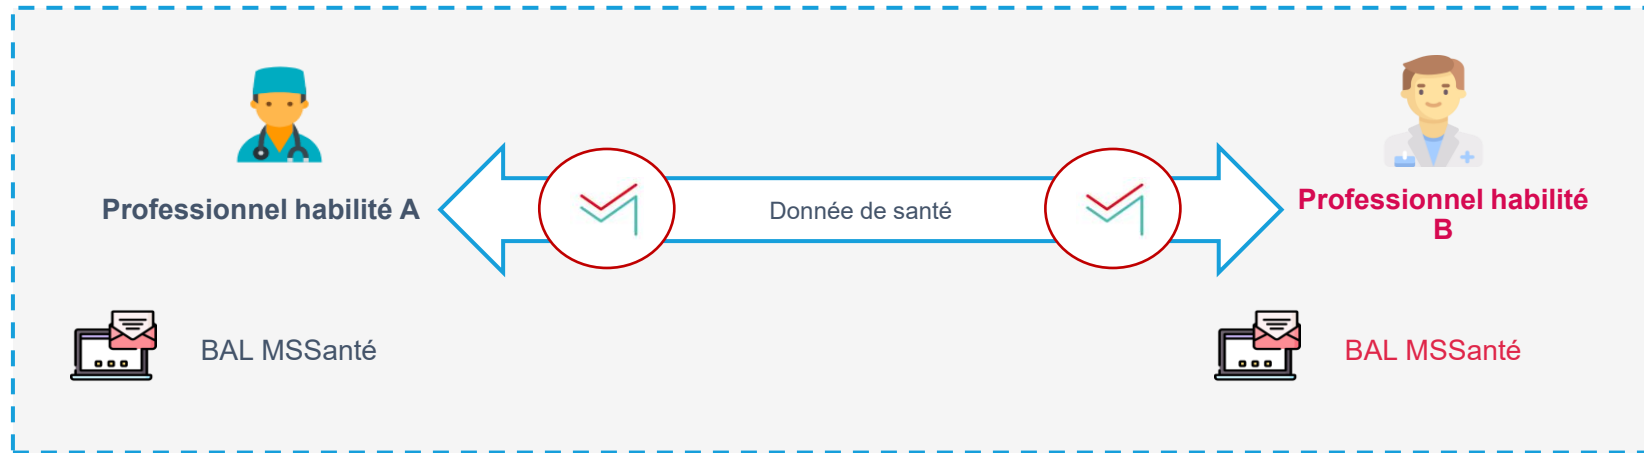 Professionnel habilité A
Donnée de santé
Professionnel habilité
B
BAL MSSanté
BAL MSSanté